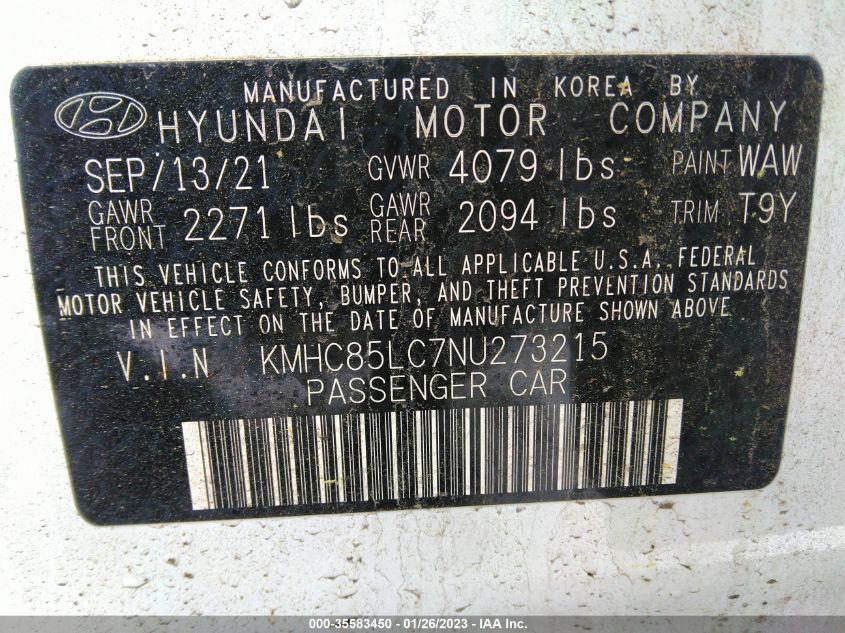 MANUFACTURED IN KOREA BY
HYUNDAI MOTOR COMPANY
SEP/13/21 GVWR 4079 lbs PAINT WAW
GAWR FRONT 2271 lbs GAWR REAR 2094 lbs TRIM T9Y
THIS VEHICLE CONFORMS TO ALL APPLICABLE U.S.A. FEDERAL
MOTOR VEHICLE SAFETY, BUMPER, AND THEFT PREVENTION STANDARDS
IN EFFECT ON THE DATE OF MANUFACTURE SHOWN ABOVE
V.I.N KMHC85LC7NU273215
PASSENGER CAR
000-35583450 - 01/26/2023 - IAA Inc.